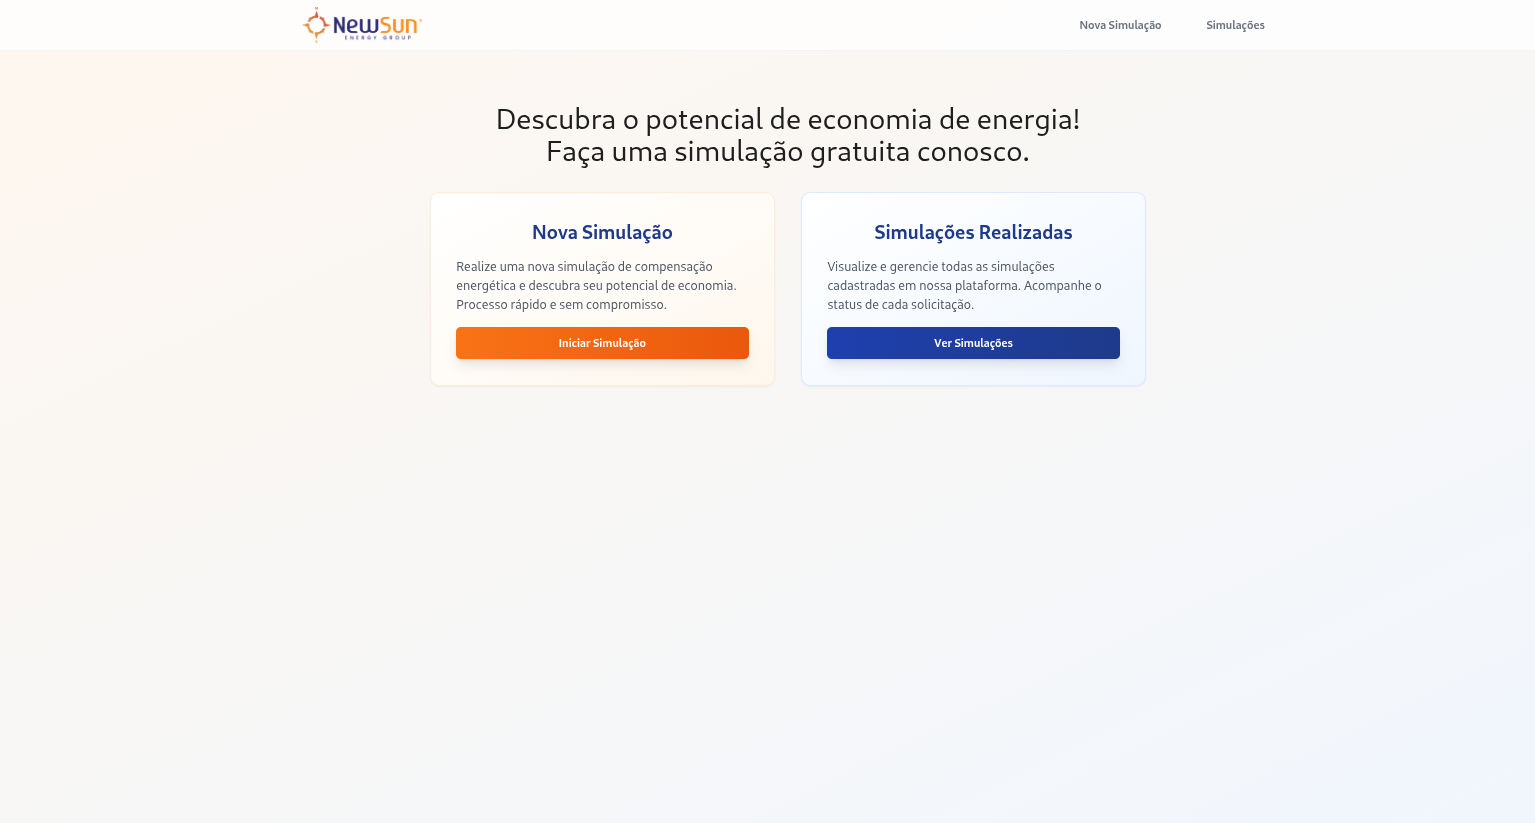 NewSun
ENERGY GROUP
Nova Simulação
Simulações
Descubra o potencial de economia de energia!
Faça uma simulação gratuita conosco.
Nova Simulação
Realize uma nova simulação de compensação
energética e descubra seu potencial de economia.
Processo rápido e sem compromisso.
Iniciar Simulação
Simulações Realizadas
Visualize e gerencie todas as simulações
cadastradas em nossa plataforma. Acompanhe o
status de cada solicitação.
Ver Simulações